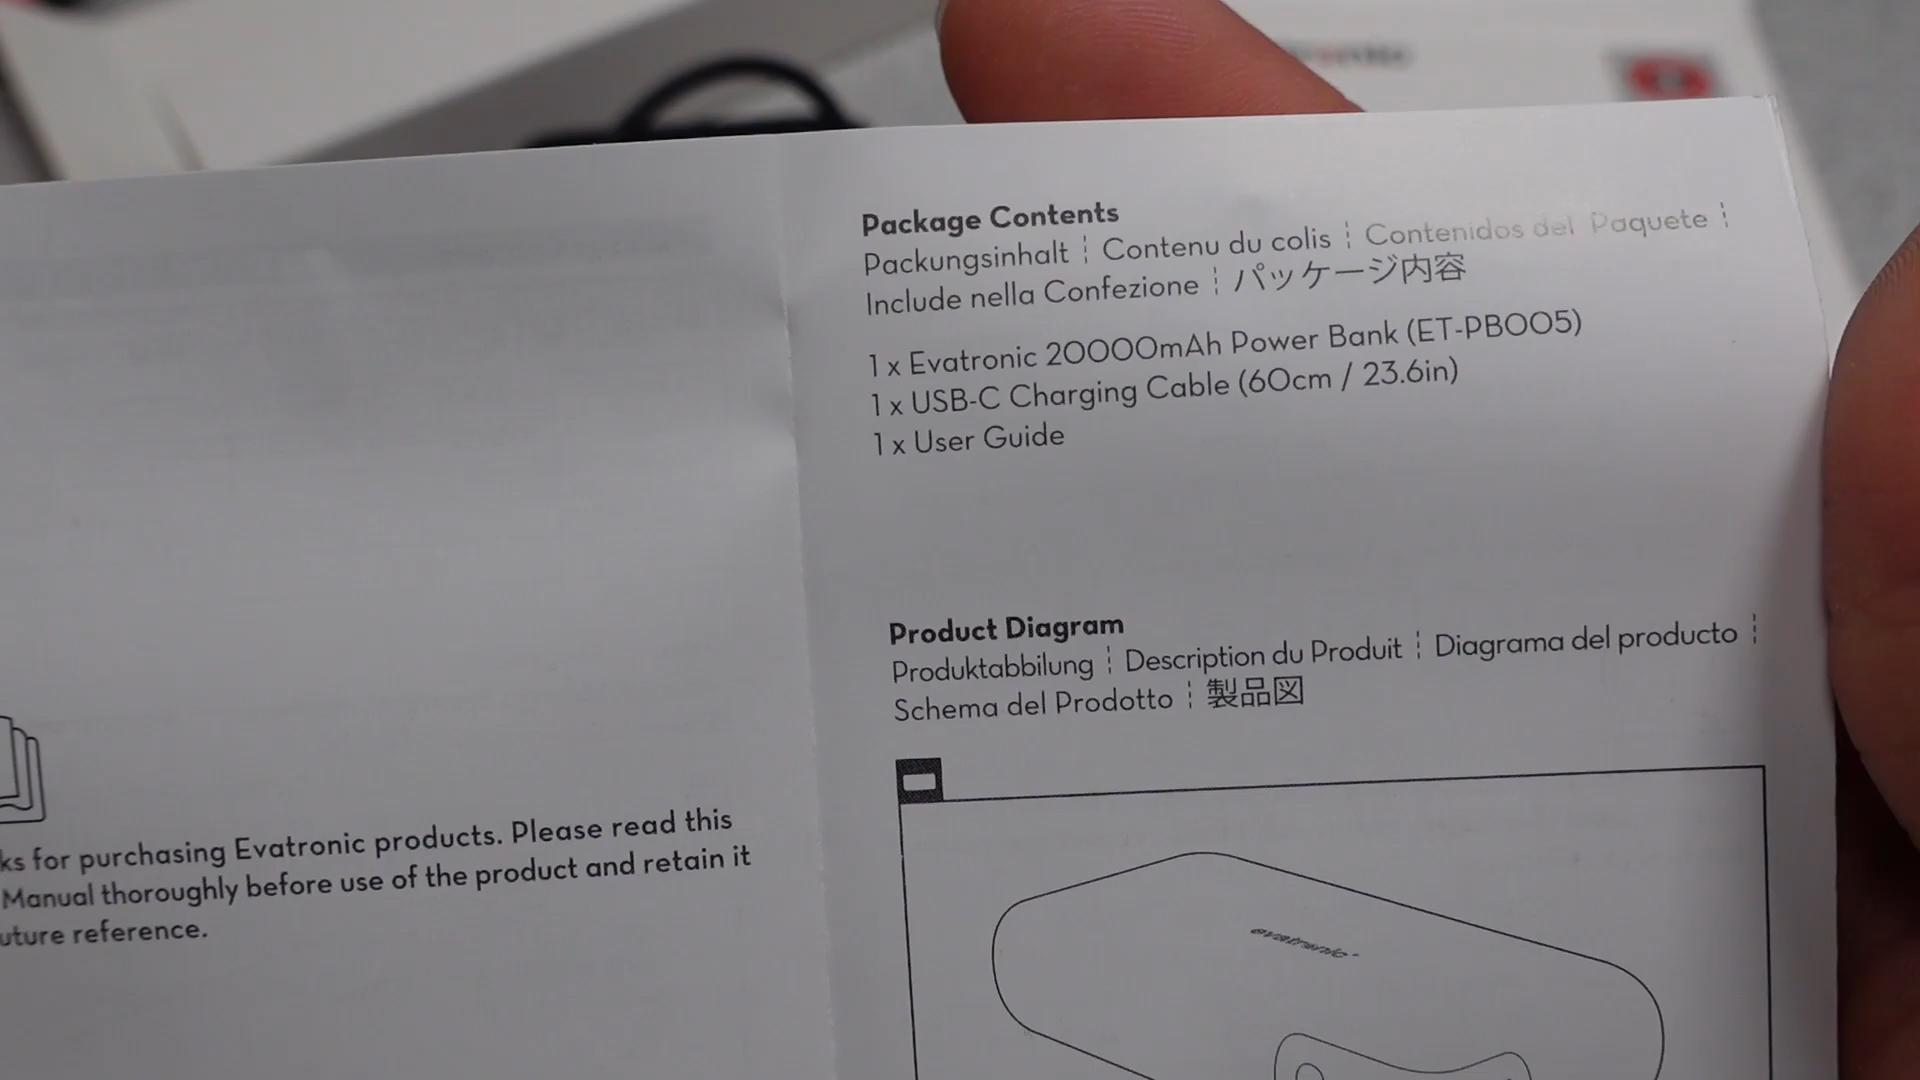 Package Contents
Packungsinhalt ¦ Contenu du colis ¦ Contenidos del Paquete ¦
Include nella Confezione ¦ パッケージ内容
1 x Evatronic 20000mAh Power Bank (ET-PB005)
1 x USB-C Charging Cable (60cm / 23.6in)
1 x User Guide
Product Diagram
Produktabbilung ¦ Description du Produit ¦ Diagrama del producto ¦
Schema del Prodotto ¦ 製品図
evatronic
ks for purchasing Evatronic products. Please read this
Manual thoroughly before use of the product and retain it
uture reference.